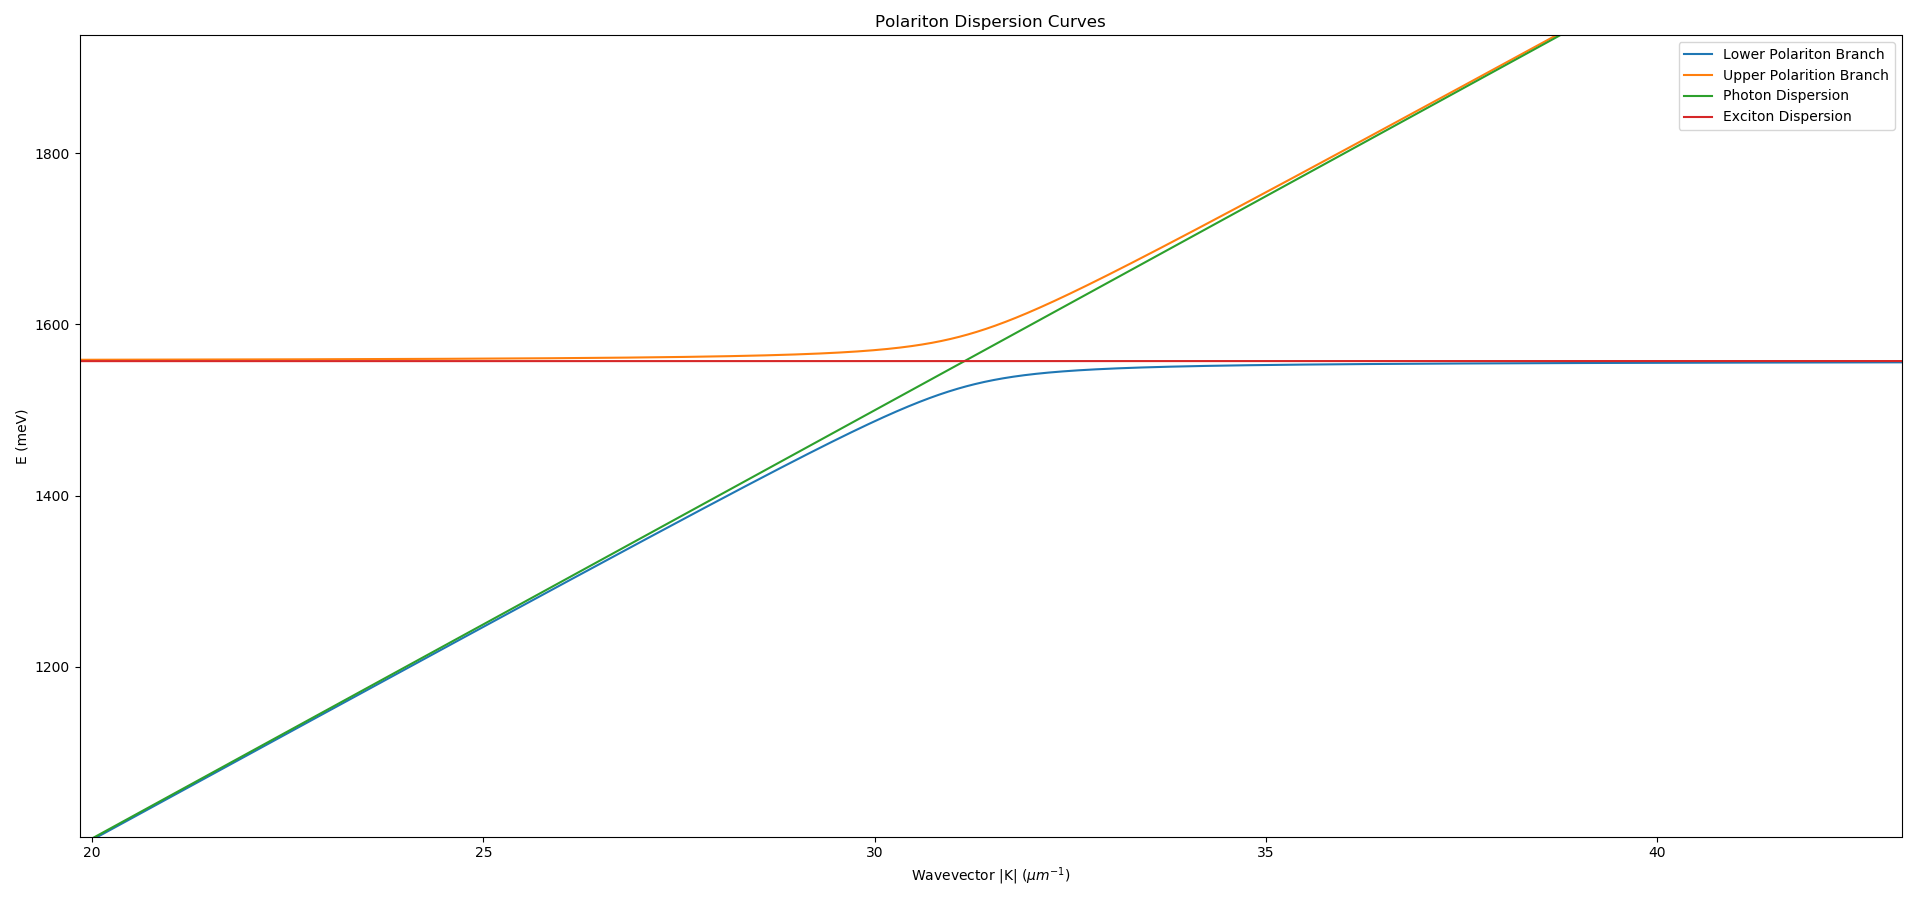 Polariton Dispersion Curves
Lower Polariton Branch
Upper Polarition Branch
Photon Dispersion
Exciton Dispersion
1800
1600
1400
1200
E (meV)
20 25 30 35 40
Wavevector |K| (μm⁻¹)